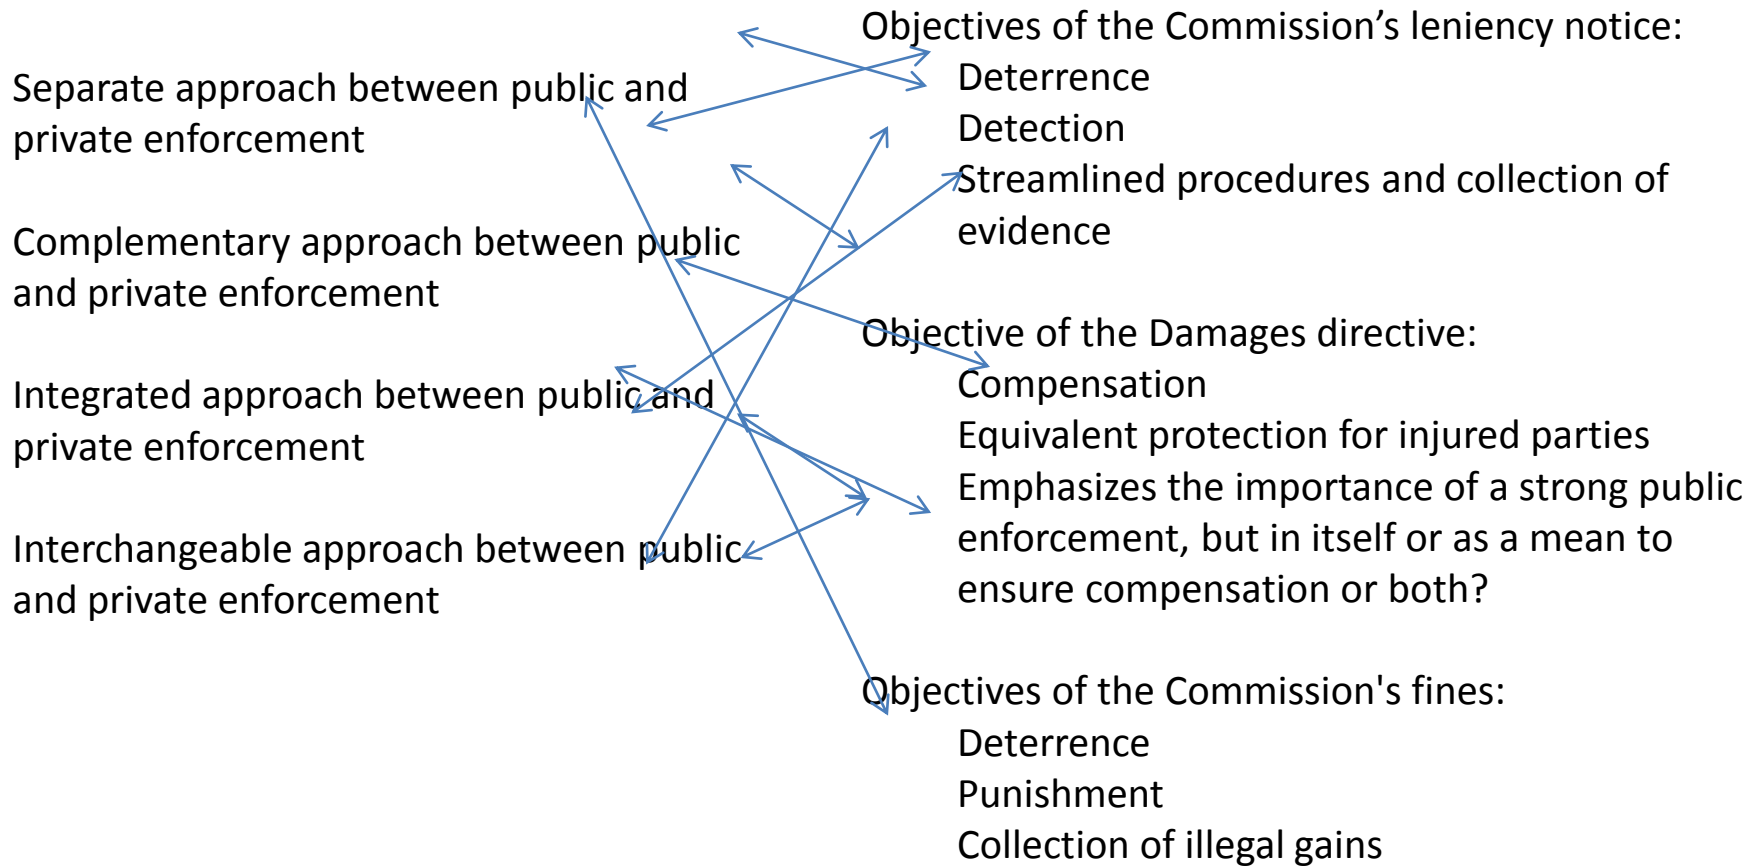 Separate approach between public and
private enforcement
Complementary approach between public
and private enforcement
Integrated approach between public and
private enforcement
Interchangeable approach between public
and private enforcement
Objectives of the Commission’s leniency notice:
Deterrence
Detection
Streamlined procedures and collection of
evidence
Objective of the Damages directive:
Compensation
Equivalent protection for injured parties
Emphasizes the importance of a strong public
enforcement, but in itself or as a mean to
ensure compensation or both?
Objectives of the Commission's fines:
Deterrence
Punishment
Collection of illegal gains